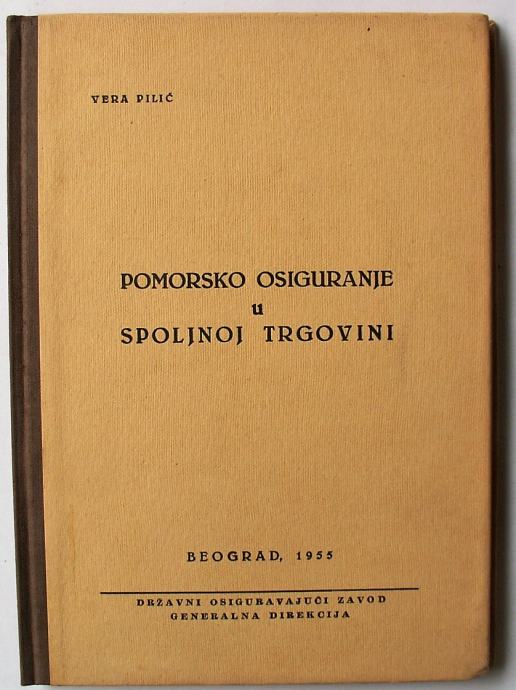 VERA PILIĆ
POMORSKO OSIGURANJE
u
SPOLJNOJ TRGOVINI
BEOGRAD, 1955
DRŽAVNI OSIGURAVAJUĆI ZAVOD
GENERALNA DIREKCIJA